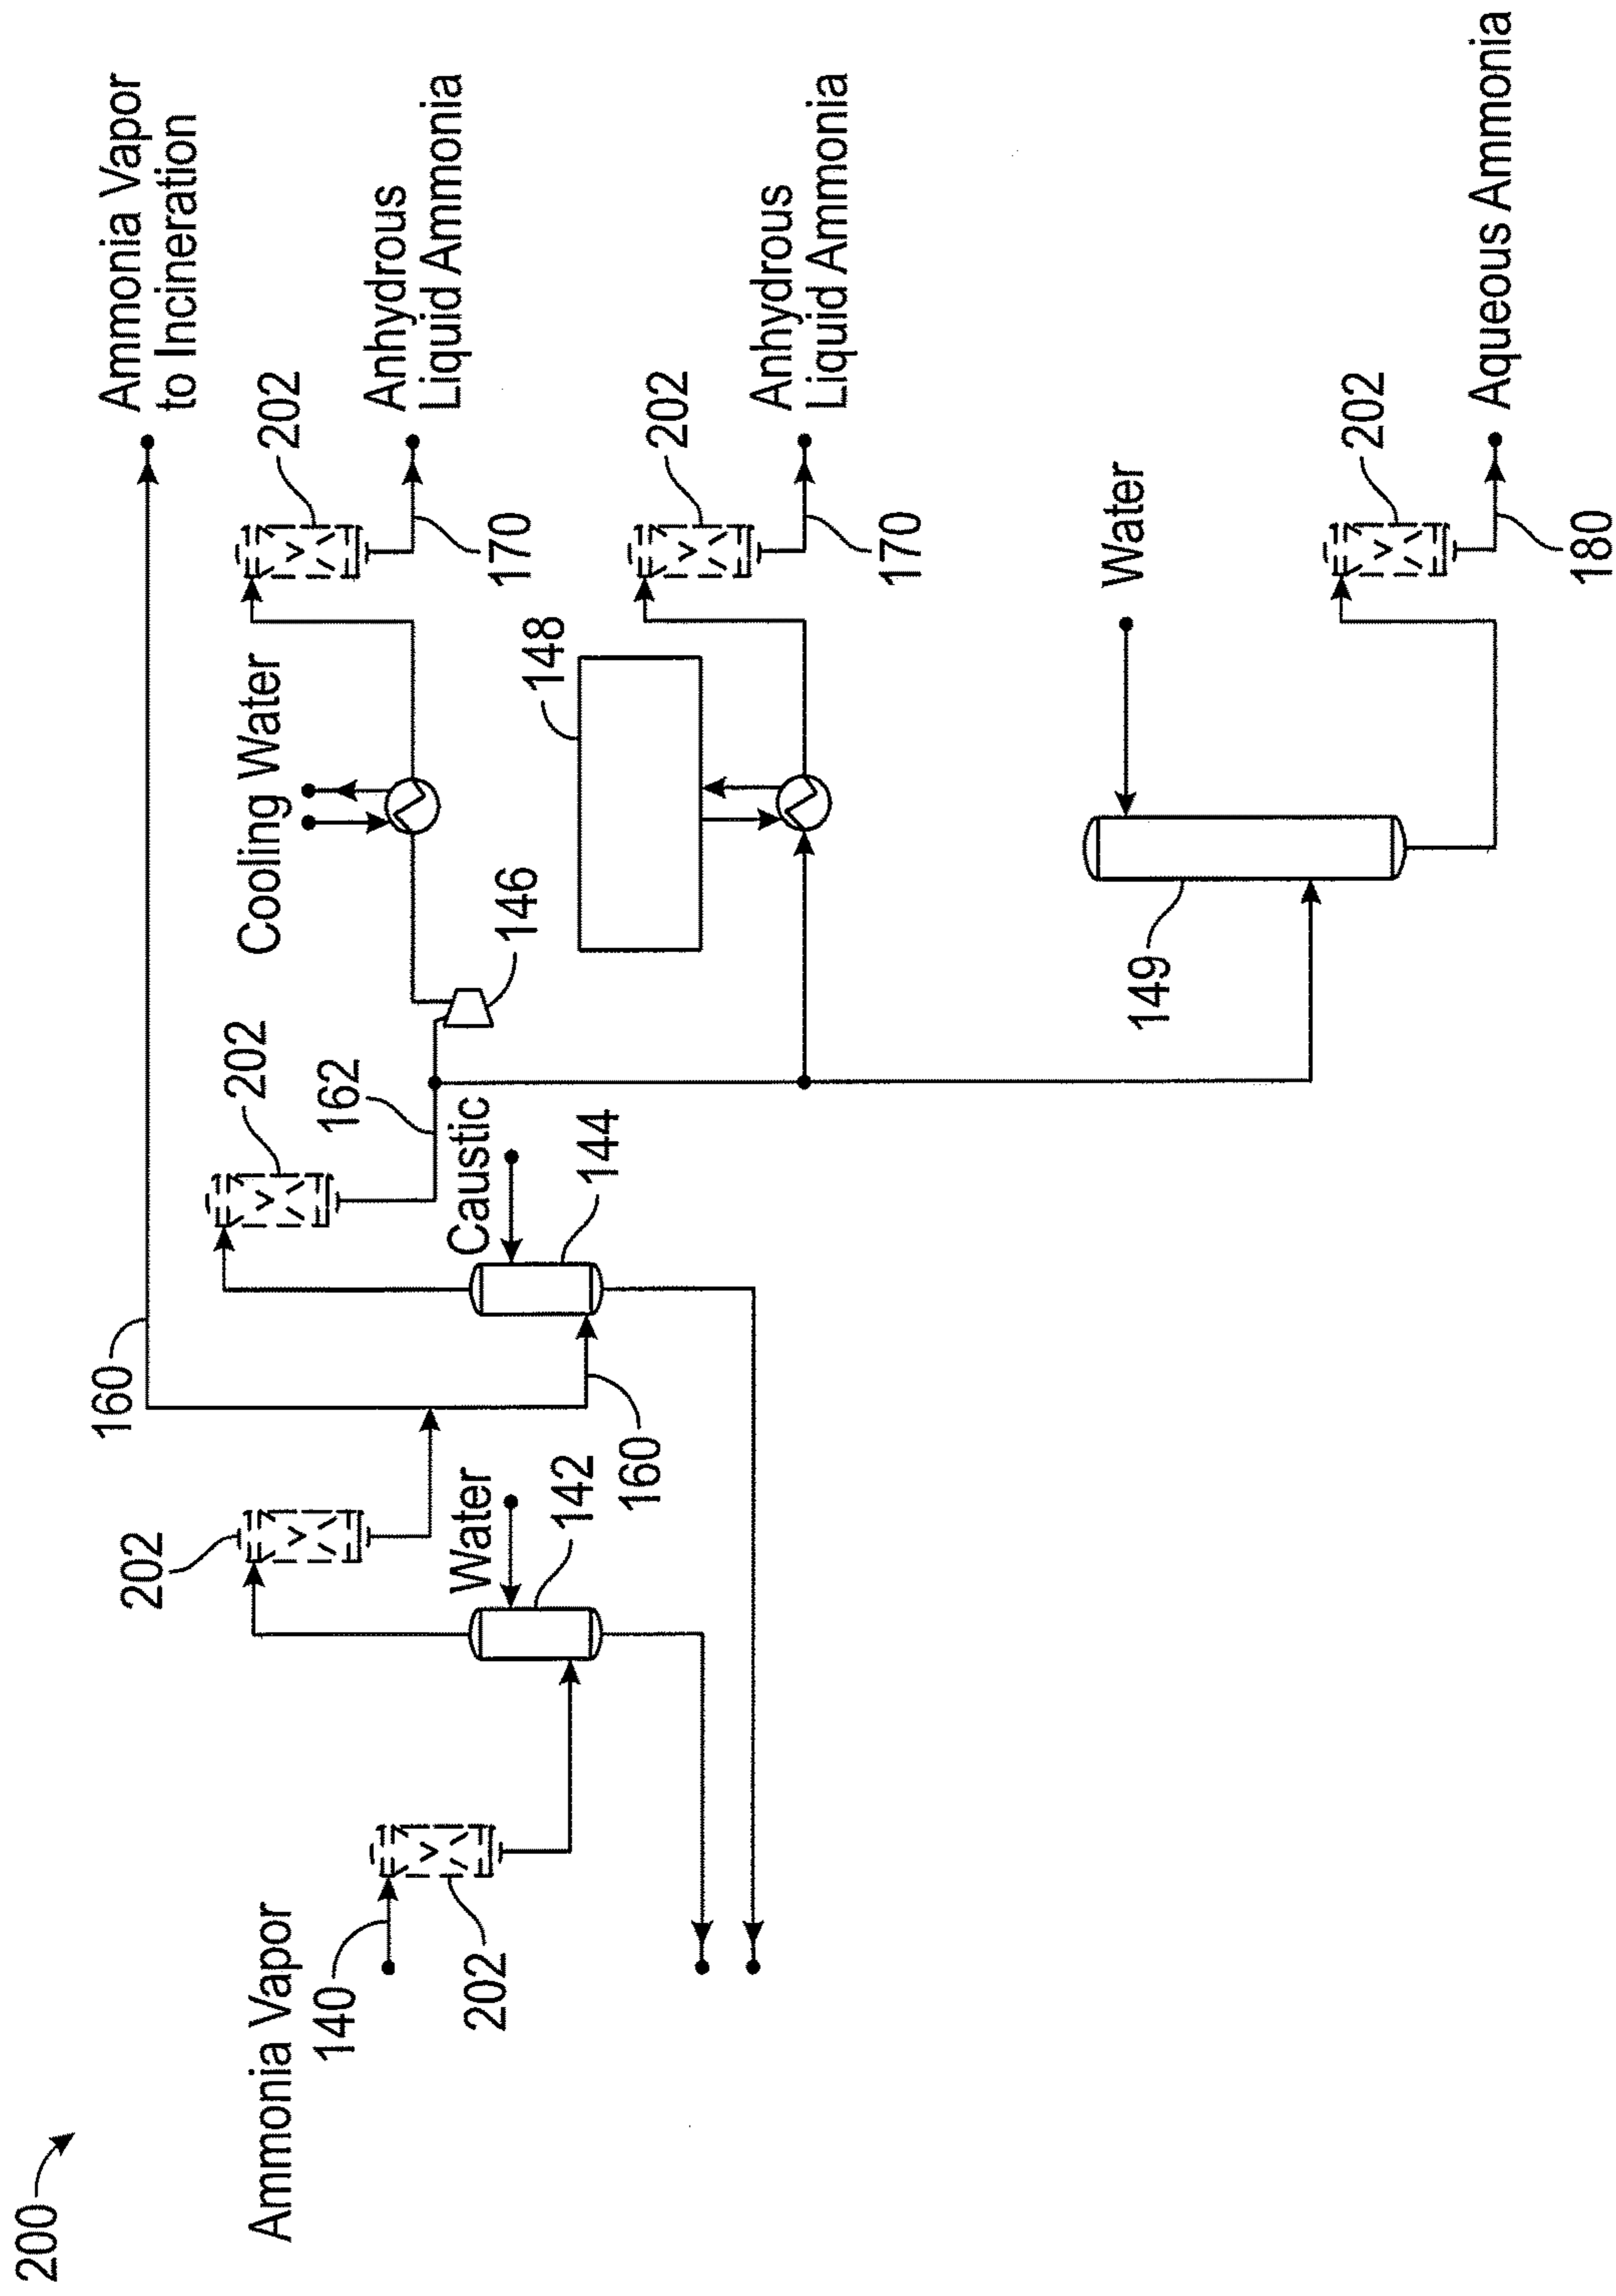 200
Ammonia Vapor
140
202
202
Water
142
160
160
202
162
Caustic
144
146
Cooling Water
148
149
Water
202
170
202
170
202
180
Ammonia Vapor
to Incineration
Anhydrous
Liquid Ammonia
Anhydrous
Liquid Ammonia
Aqueous Ammonia